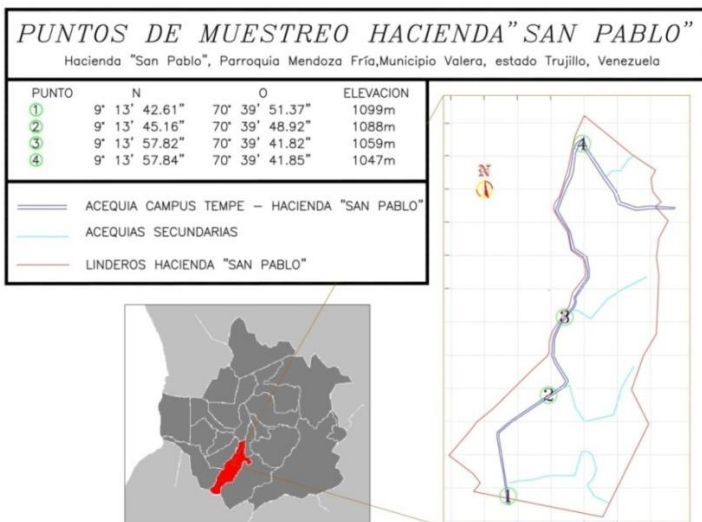 PUNTOS DE MUESTREO HACIENDA"SAN PABLO"
Hacienda "San Pablo", Parroquia Mendoza Fría,Municipio Valera, estado Trujillo, Venezuela
PUNTO N O ELEVACION
1 9° 13' 42.61" 70° 39' 51.37" 1099m
2 9° 13' 45.16" 70° 39' 48.92" 1088m
3 9° 13' 57.82" 70° 39' 41.82" 1059m
4 9° 13' 57.84" 70° 39' 41.85" 1047m
ACEQUIA CAMPUS TEMPE – HACIENDA "SAN PABLO"
ACEQUIAS SECUNDARIAS
LINDEROS HACIENDA "SAN PABLO"
N
4
3
2
1